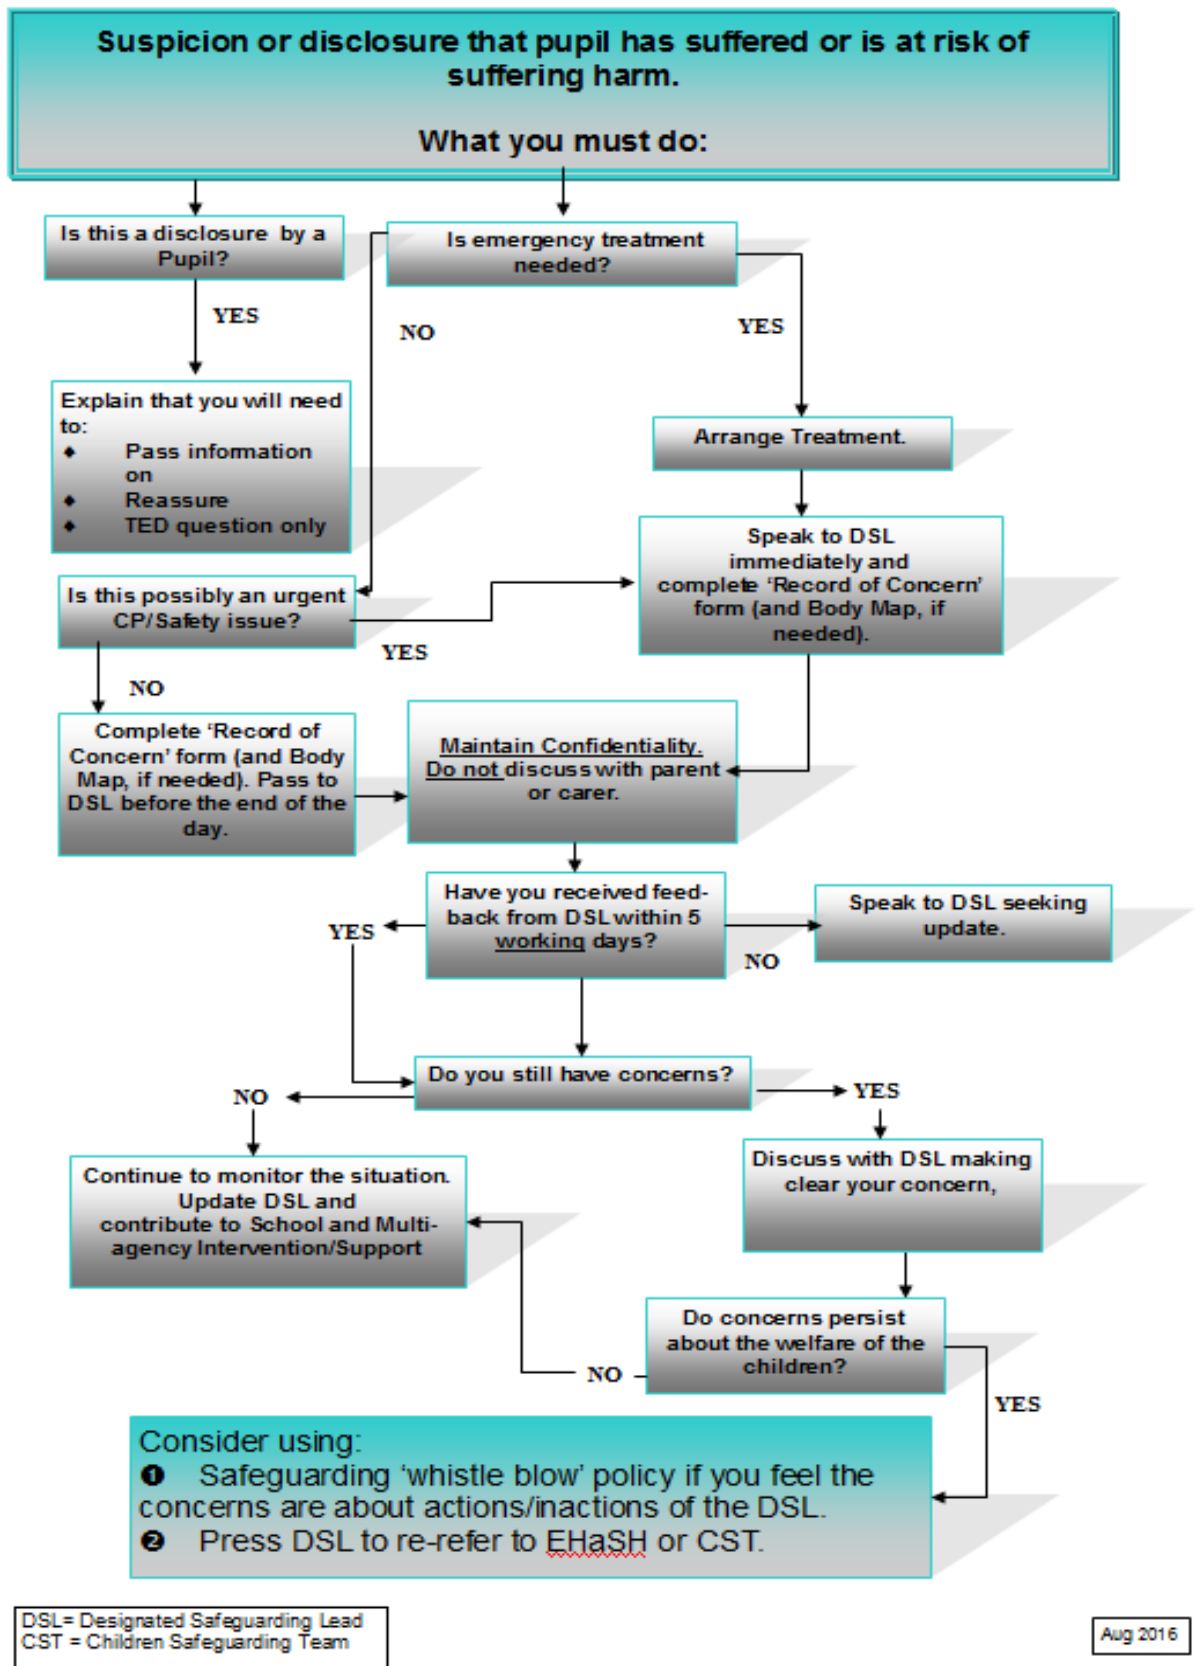 Suspicion or disclosure that pupil has suffered or is at risk of
suffering harm.
What you must do:
Is this a disclosure by a
Pupil?
Is emergency treatment
needed?
YES
NO
YES
Explain that you will need
to:
◆ Pass information
on
◆ Reassure
◆ TED question only
Arrange Treatment.
Speak to DSL
immediately and
complete ‘Record of Concern’
form (and Body Map, if
needed).
Is this possibly an urgent
CP/Safety issue?
YES
NO
Complete ‘Record of
Concern’ form (and Body
Map, if needed). Pass to
DSL before the end of the
day.
Maintain Confidentiality.
Do not discuss with parent
or carer.
Have you received feed-
back from DSL within 5
working days?
YES
NO
Speak to DSL seeking
update.
Do you still have concerns?
NO
YES
Continue to monitor the situation.
Update DSL and
contribute to School and Multi-
agency Intervention/Support
Discuss with DSL making
clear your concern,
Do concerns persist
about the welfare of the
children?
NO
YES
Consider using:
❶ Safeguarding ‘whistle blow’ policy if you feel the
concerns are about actions/inactions of the DSL.
❷ Press DSL to re-refer to EHaSH or CST.
DSL= Designated Safeguarding Lead
CST = Children Safeguarding Team
Aug 2016